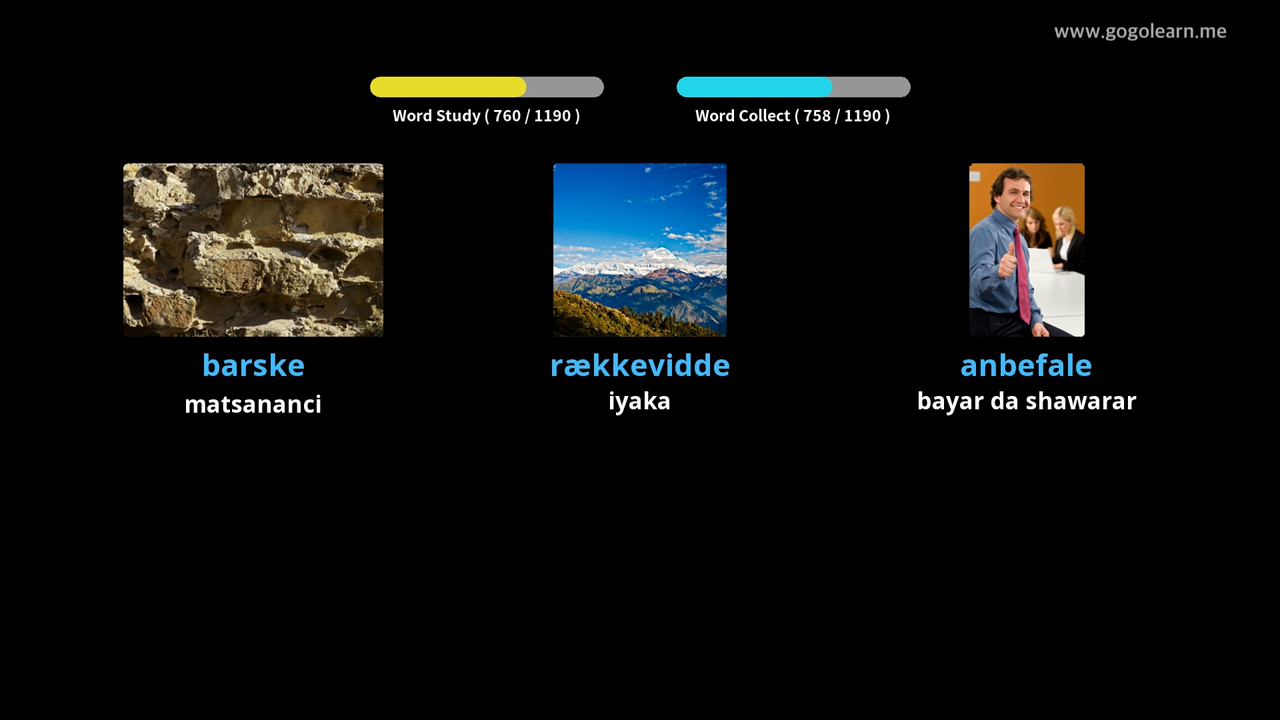 www.gogolearn.me
Word Study ( 760 / 1190 )
Word Collect ( 758 / 1190 )
barske
matsananci
rækkevidde
iyaka
anbefale
bayar da shawarar